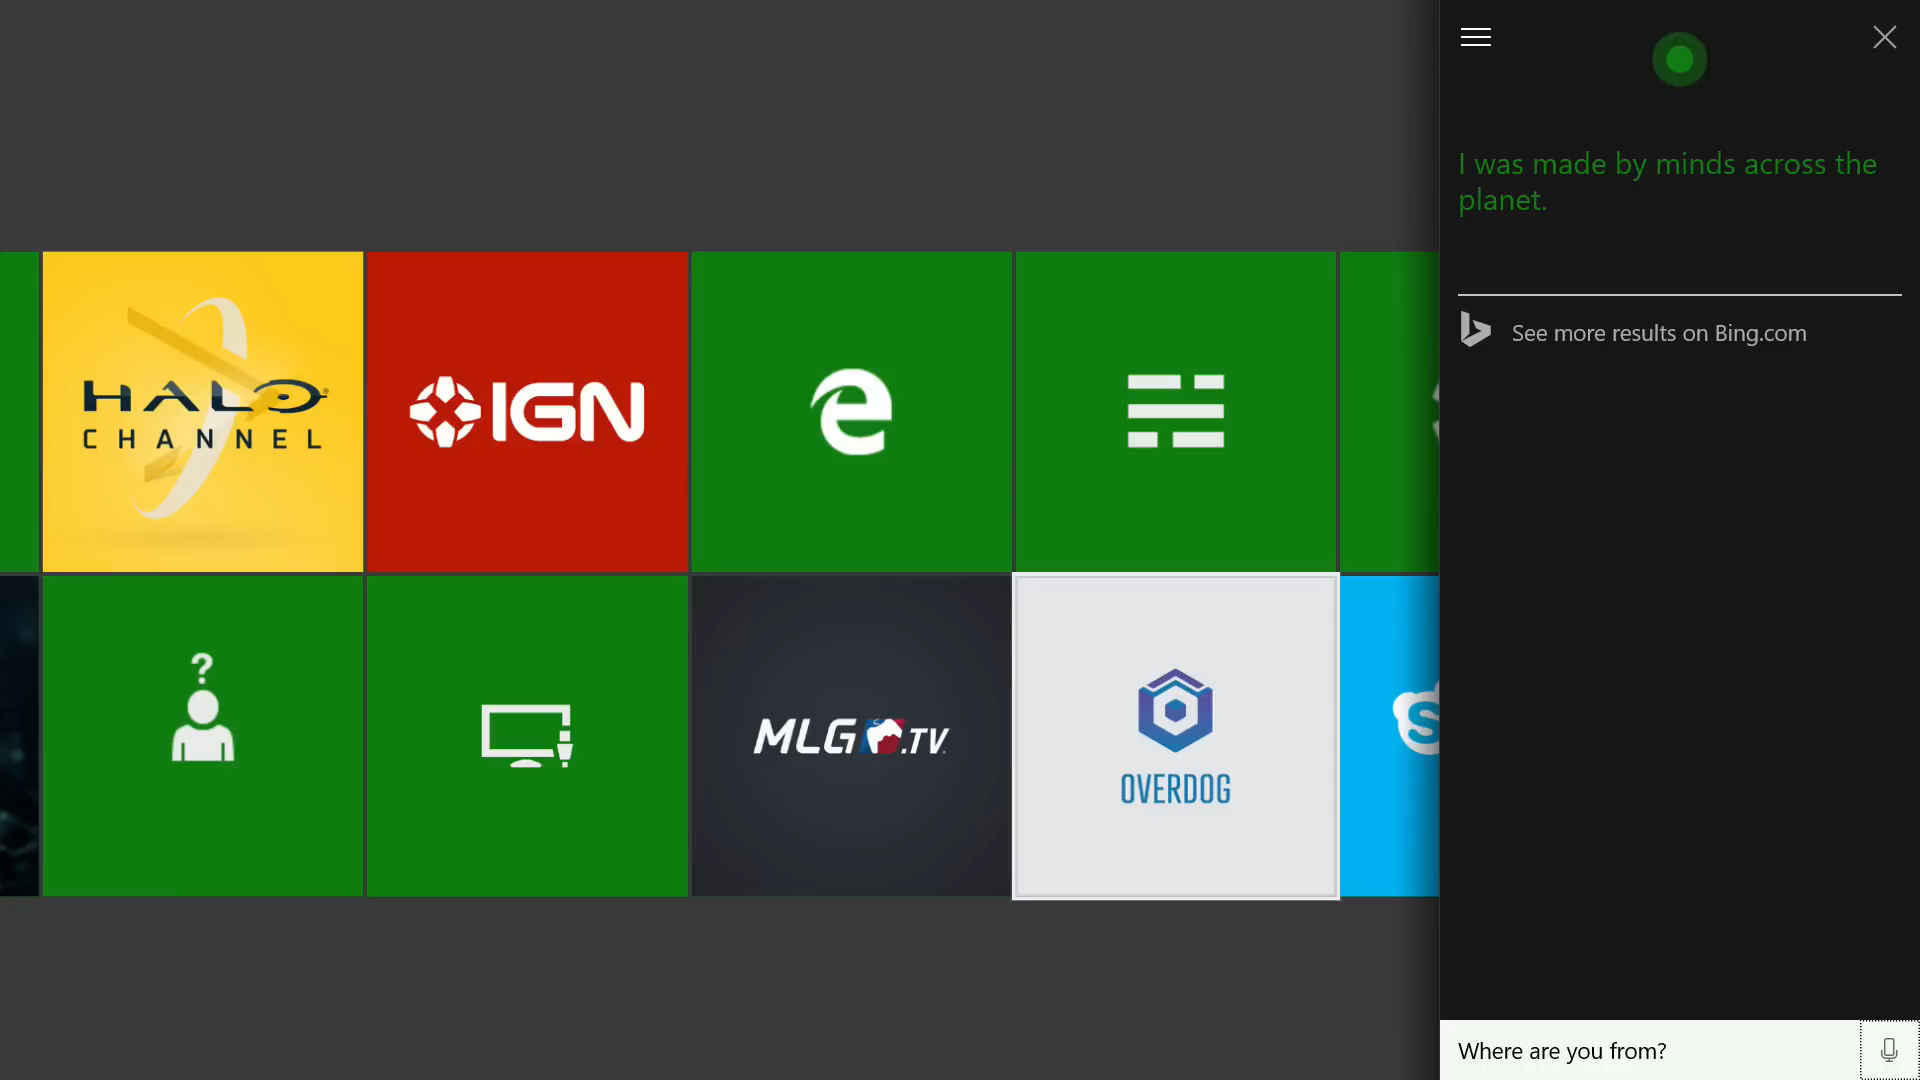 I was made by minds across the
planet.
See more results on Bing.com
HALO
CHANNEL
IGN
MLG.TV
OVERDOG
Where are you from?